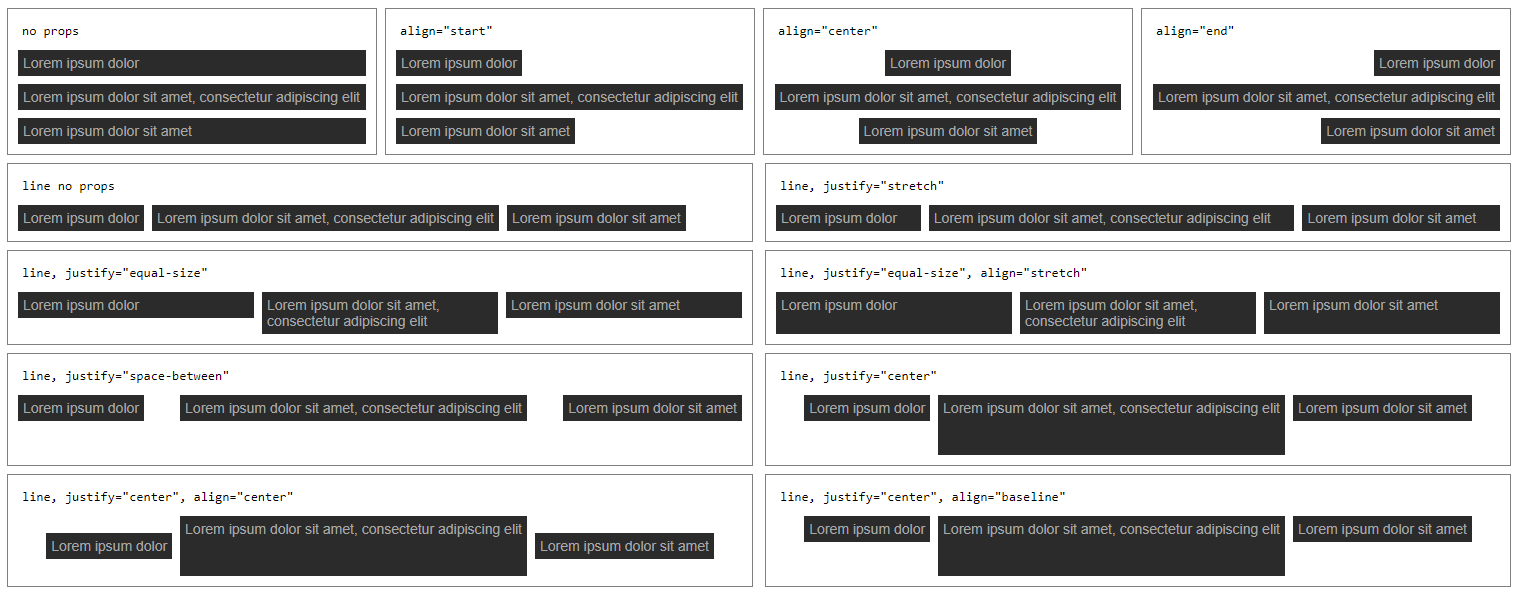 no props
Lorem ipsum dolor
Lorem ipsum dolor sit amet, consectetur adipiscing elit
Lorem ipsum dolor sit amet
align="start"
Lorem ipsum dolor
Lorem ipsum dolor sit amet, consectetur adipiscing elit
Lorem ipsum dolor sit amet
align="center"
Lorem ipsum dolor
Lorem ipsum dolor sit amet, consectetur adipiscing elit
Lorem ipsum dolor sit amet
align="end"
Lorem ipsum dolor
Lorem ipsum dolor sit amet, consectetur adipiscing elit
Lorem ipsum dolor sit amet
line no props
Lorem ipsum dolor
Lorem ipsum dolor sit amet, consectetur adipiscing elit
Lorem ipsum dolor sit amet
line, justify="stretch"
Lorem ipsum dolor
Lorem ipsum dolor sit amet, consectetur adipiscing elit
Lorem ipsum dolor sit amet
line, justify="equal-size"
Lorem ipsum dolor
Lorem ipsum dolor sit amet,
consectetur adipiscing elit
Lorem ipsum dolor sit amet
line, justify="equal-size", align="stretch"
Lorem ipsum dolor
Lorem ipsum dolor sit amet,
consectetur adipiscing elit
Lorem ipsum dolor sit amet
line, justify="space-between"
Lorem ipsum dolor
Lorem ipsum dolor sit amet, consectetur adipiscing elit
Lorem ipsum dolor sit amet
line, justify="center"
Lorem ipsum dolor
Lorem ipsum dolor sit amet, consectetur adipiscing elit
Lorem ipsum dolor sit amet
line, justify="center", align="center"
Lorem ipsum dolor
Lorem ipsum dolor sit amet, consectetur adipiscing elit
Lorem ipsum dolor sit amet
line, justify="center", align="baseline"
Lorem ipsum dolor
Lorem ipsum dolor sit amet, consectetur adipiscing elit
Lorem ipsum dolor sit amet